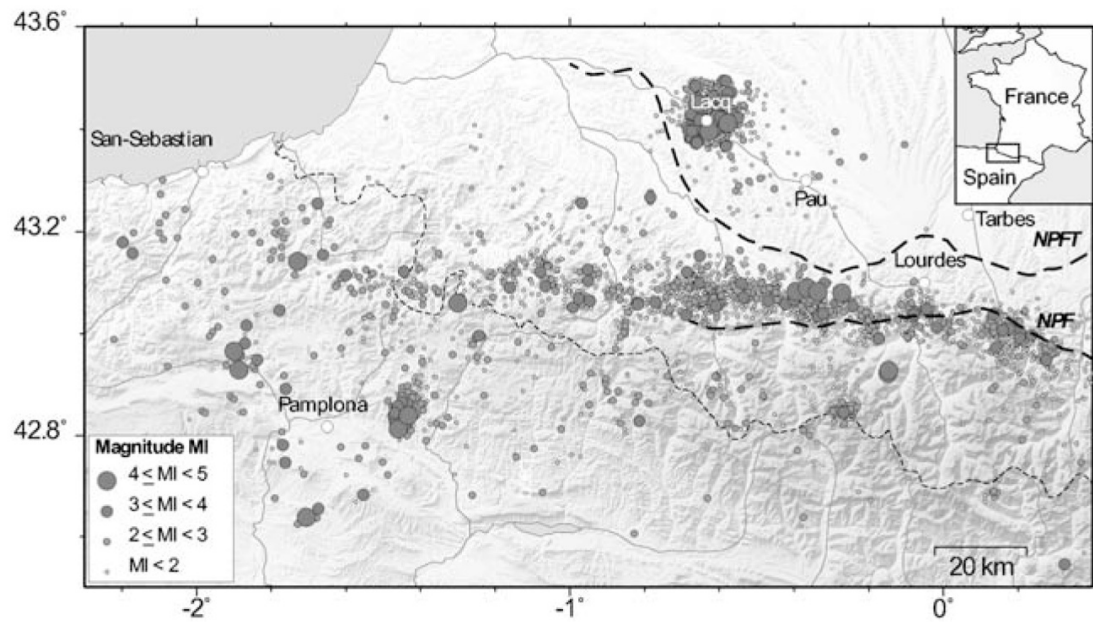 43.6°
43.2°
42.8°
-2°
-1°
0°
San-Sebastian
Lacq
Pau
Tarbes
Lourdes
NPFT
NPF
Pamplona
France
Spain
Magnitude Ml
4 ≤ Ml < 5
3 ≤ Ml < 4
2 ≤ Ml < 3
Ml < 2
20 km